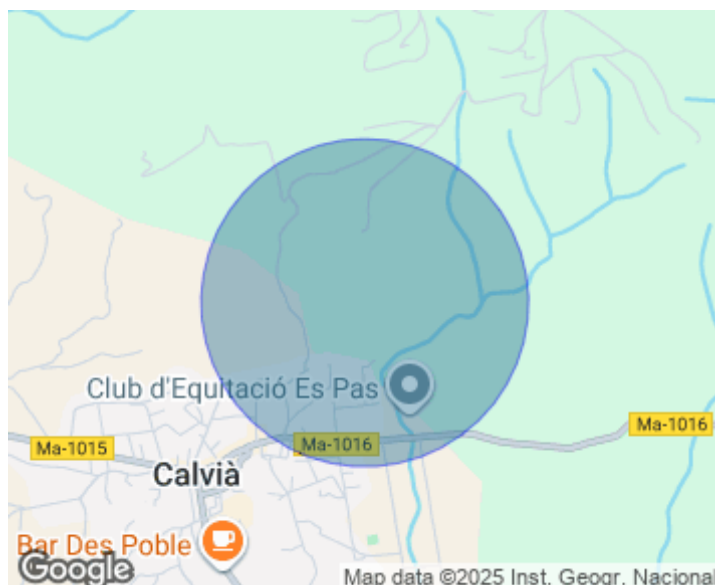 Club d'Equitació Es Pas
Ma-1016
Ma-1015
Ma-1016
Calvià
Bar Des Poble
Google
Map data ©2025 Inst. Geogr. Nacional